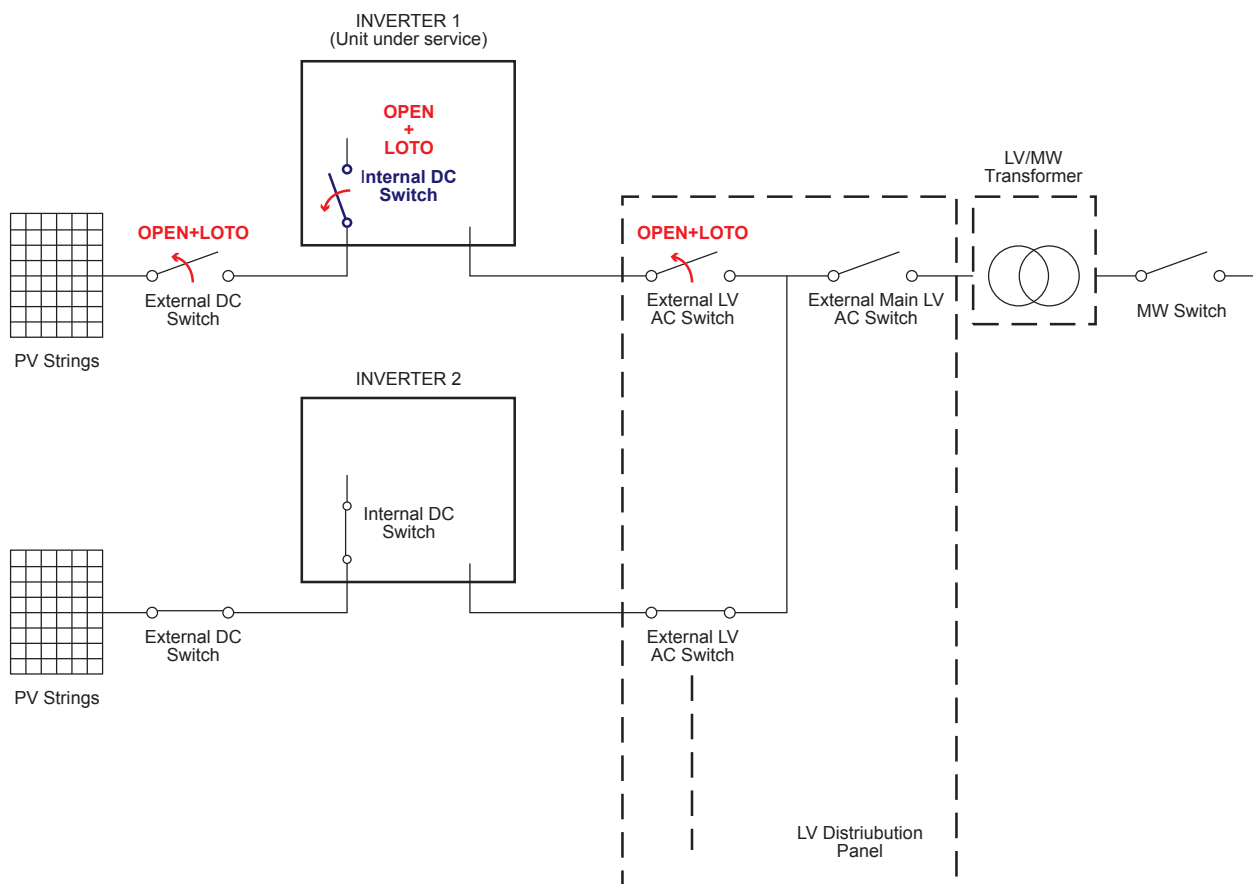 INVERTER 1
(Unit under service)
OPEN
+
LOTO
Internal DC
Switch
LV/MW
Transformer
OPEN+LOTO
External DC
Switch
PV Strings
OPEN+LOTO
External LV
AC Switch
External Main LV
AC Switch
MW Switch
INVERTER 2
Internal DC
Switch
External DC
Switch
PV Strings
External LV
AC Switch
LV Distriubution
Panel